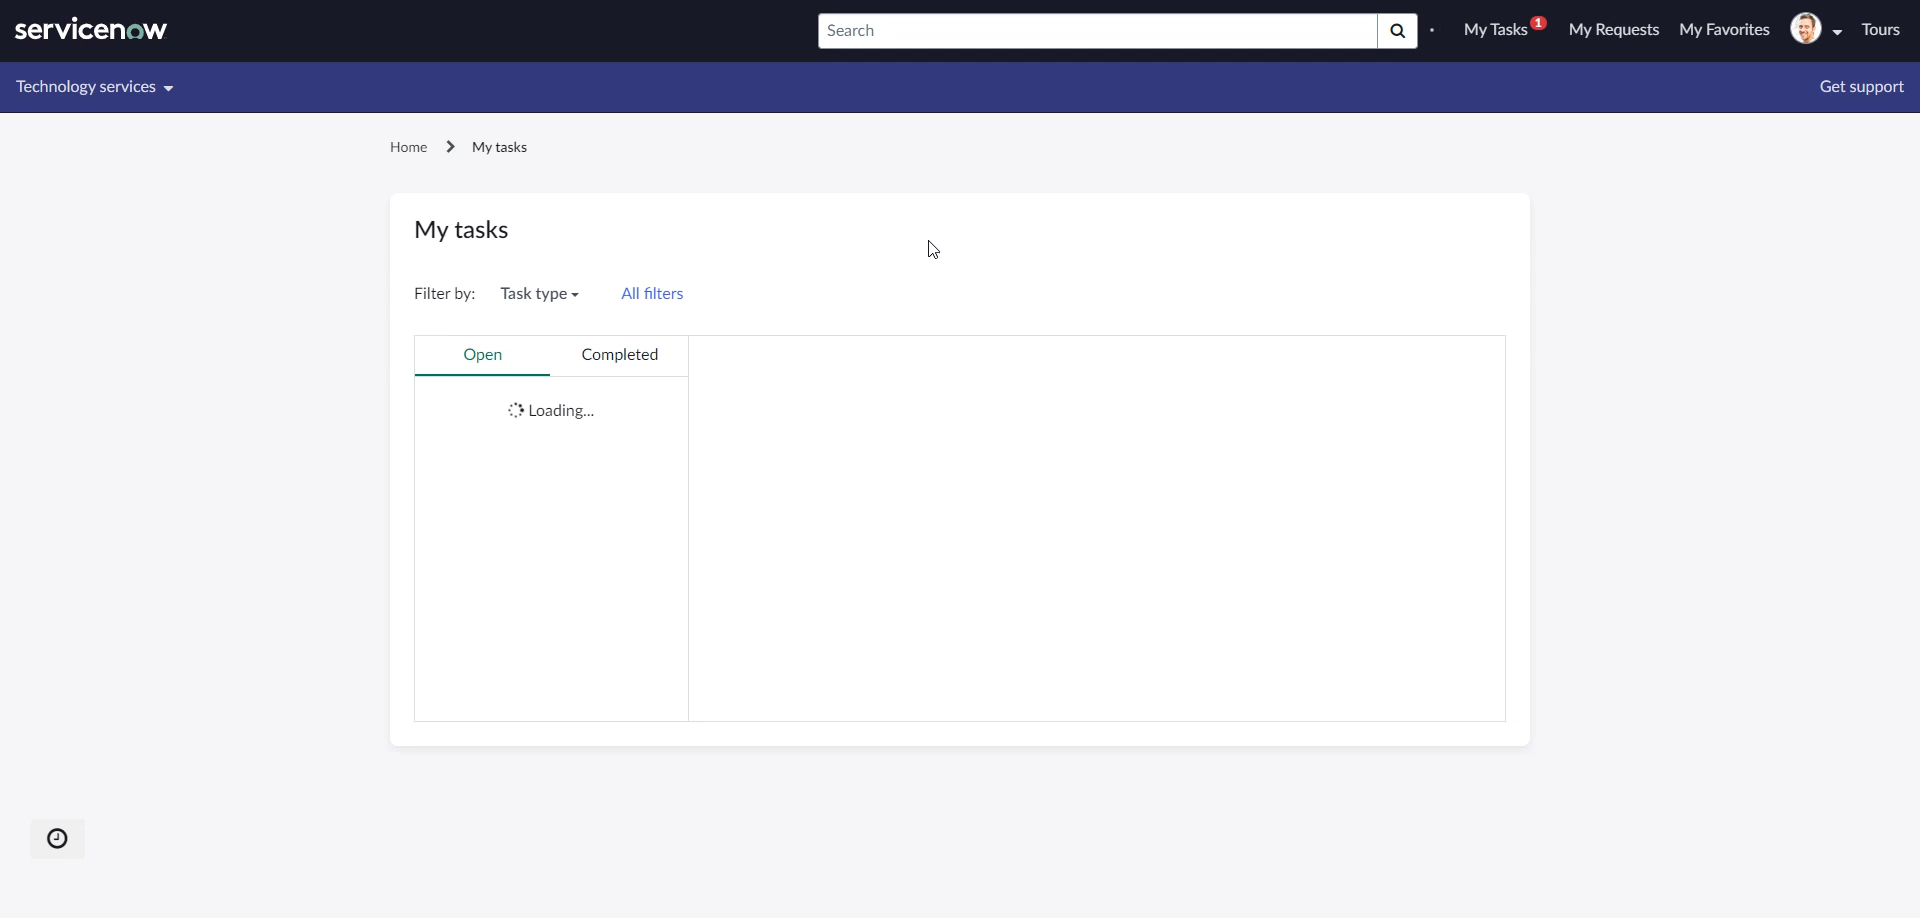 servicenow
Search
My Tasks 1
My Requests
My Favorites
Tours
Technology services
Get support
Home > My tasks
My tasks
Filter by: Task type All filters
Open Completed
Loading...